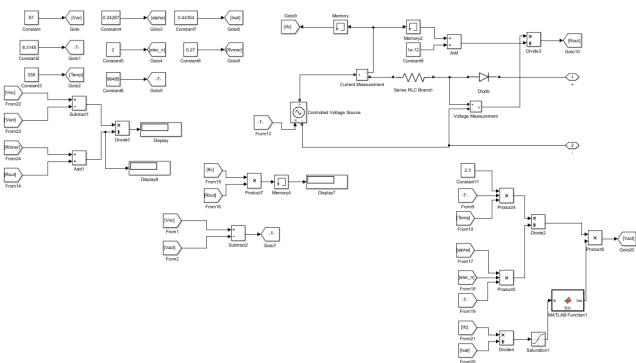 87
[Voc]
0.24287
[alpha]
0.44354
[Isat]
Constant
Goto
Constant4
Goto3
Constant7
Goto6
8.3145
-T-
2
[elec_n]
0.27
[Rinner]
Constant2
Goto1
Constant5
Goto4
Constant8
Goto8
338
[Temp]
96485
-T-
Constant3
Goto2
Constant6
Goto5
Goto9
[Ifc]
Memory
Memory2
1e-12
Constant9
Add
Divide3
[Rout]
Goto10
Current Measurement
Series RLC Branch
Diode
1
+
Controlled Voltage Source
-T-
From13
Voltage Measurement
2
-
[Voc]
From22
[Vact]
From23
Subtract1
[Rinner]
From24
[Rout]
From14
Add1
Divide5
Display
Display8
[Ifc]
From15
[Rout]
From16
Product7
Memory4
Display7
[Voc]
From1
[Vact]
From2
Subtract2
-T-
Goto7
2.3
Constant11
-T-
From9
[Temp]
From10
Product4
Divide2
[alpha]
From17
[elec_n]
From18
-T-
From19
Product5
Product6
[Vact]
Goto20
MATLAB Function1
[Ifc]
From21
[Isat]
From20
Divide4
Saturation1